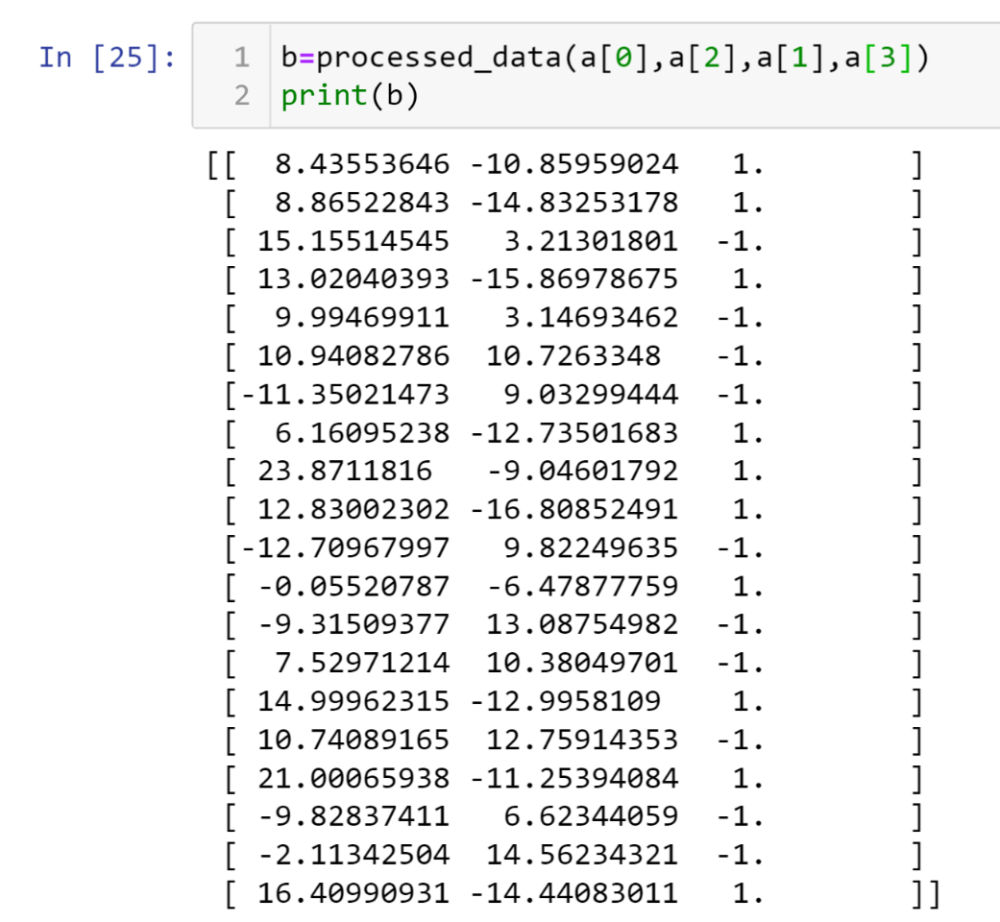 In [25]: 1 b=processed_data(a[0],a[2],a[1],a[3])
2 print(b)
[[  8.43553646 -10.85959024   1.        ]
 [  8.86522843 -14.83253178   1.        ]
 [ 15.15514545   3.21301801  -1.        ]
 [ 13.02040393 -15.86978675   1.        ]
 [  9.99469911   3.14693462  -1.        ]
 [ 10.94082786  10.7263348   -1.        ]
 [-11.35021473   9.03299444  -1.        ]
 [  6.16095238 -12.73501683   1.        ]
 [ 23.8711816   -9.04601792   1.        ]
 [ 12.83002302 -16.80852491   1.        ]
 [-12.70967997   9.82249635  -1.        ]
 [ -0.05520787  -6.47877759   1.        ]
 [ -9.31509377  13.08754982  -1.        ]
 [  7.52971214  10.38049701  -1.        ]
 [ 14.99962315 -12.9958109    1.        ]
 [ 10.74089165  12.75914353  -1.        ]
 [ 21.00065938 -11.25394084   1.        ]
 [ -9.82837411   6.62344059  -1.        ]
 [ -2.11342504  14.56234321  -1.        ]
 [ 16.40990931 -14.44083011   1.        ]]